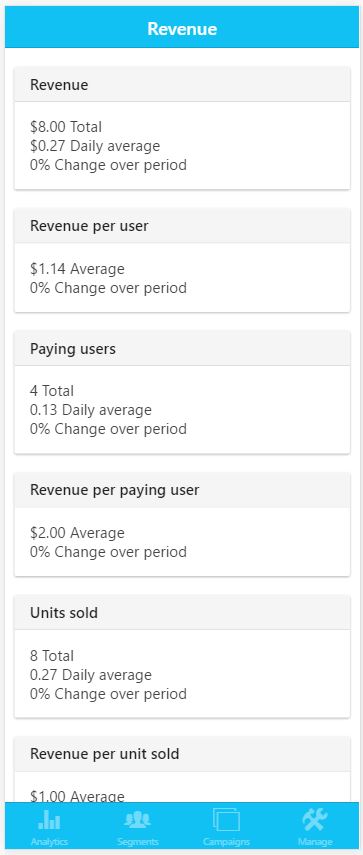 Revenue
Revenue
$8.00 Total
$0.27 Daily average
0% Change over period
Revenue per user
$1.14 Average
0% Change over period
Paying users
4 Total
0.13 Daily average
0% Change over period
Revenue per paying user
$2.00 Average
0% Change over period
Units sold
8 Total
0.27 Daily average
0% Change over period
Revenue per unit sold
$1.00 Average
Analytics Segments Campaigns Manage